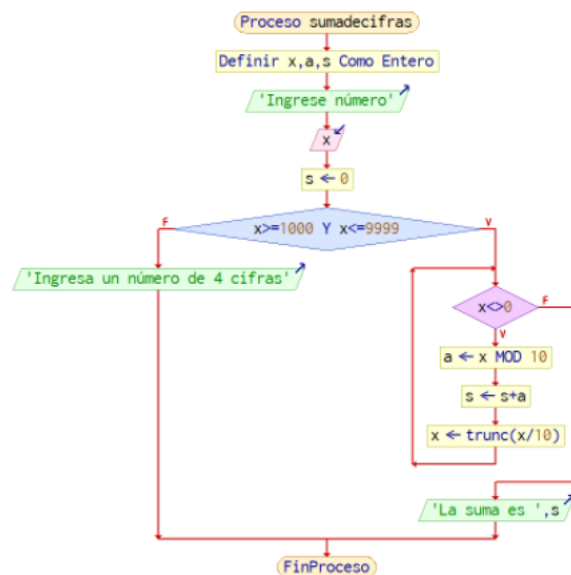 Proceso sumadecifras
Definir x,a,s Como Entero
'Ingrese número'
x
s ← 0
F
x>=1000 Y x<=9999
V
'Ingresa un número de 4 cifras'
x<>0
F
V
a ← x MOD 10
s ← s+a
x ← trunc(x/10)
'La suma es ',s
FinProceso